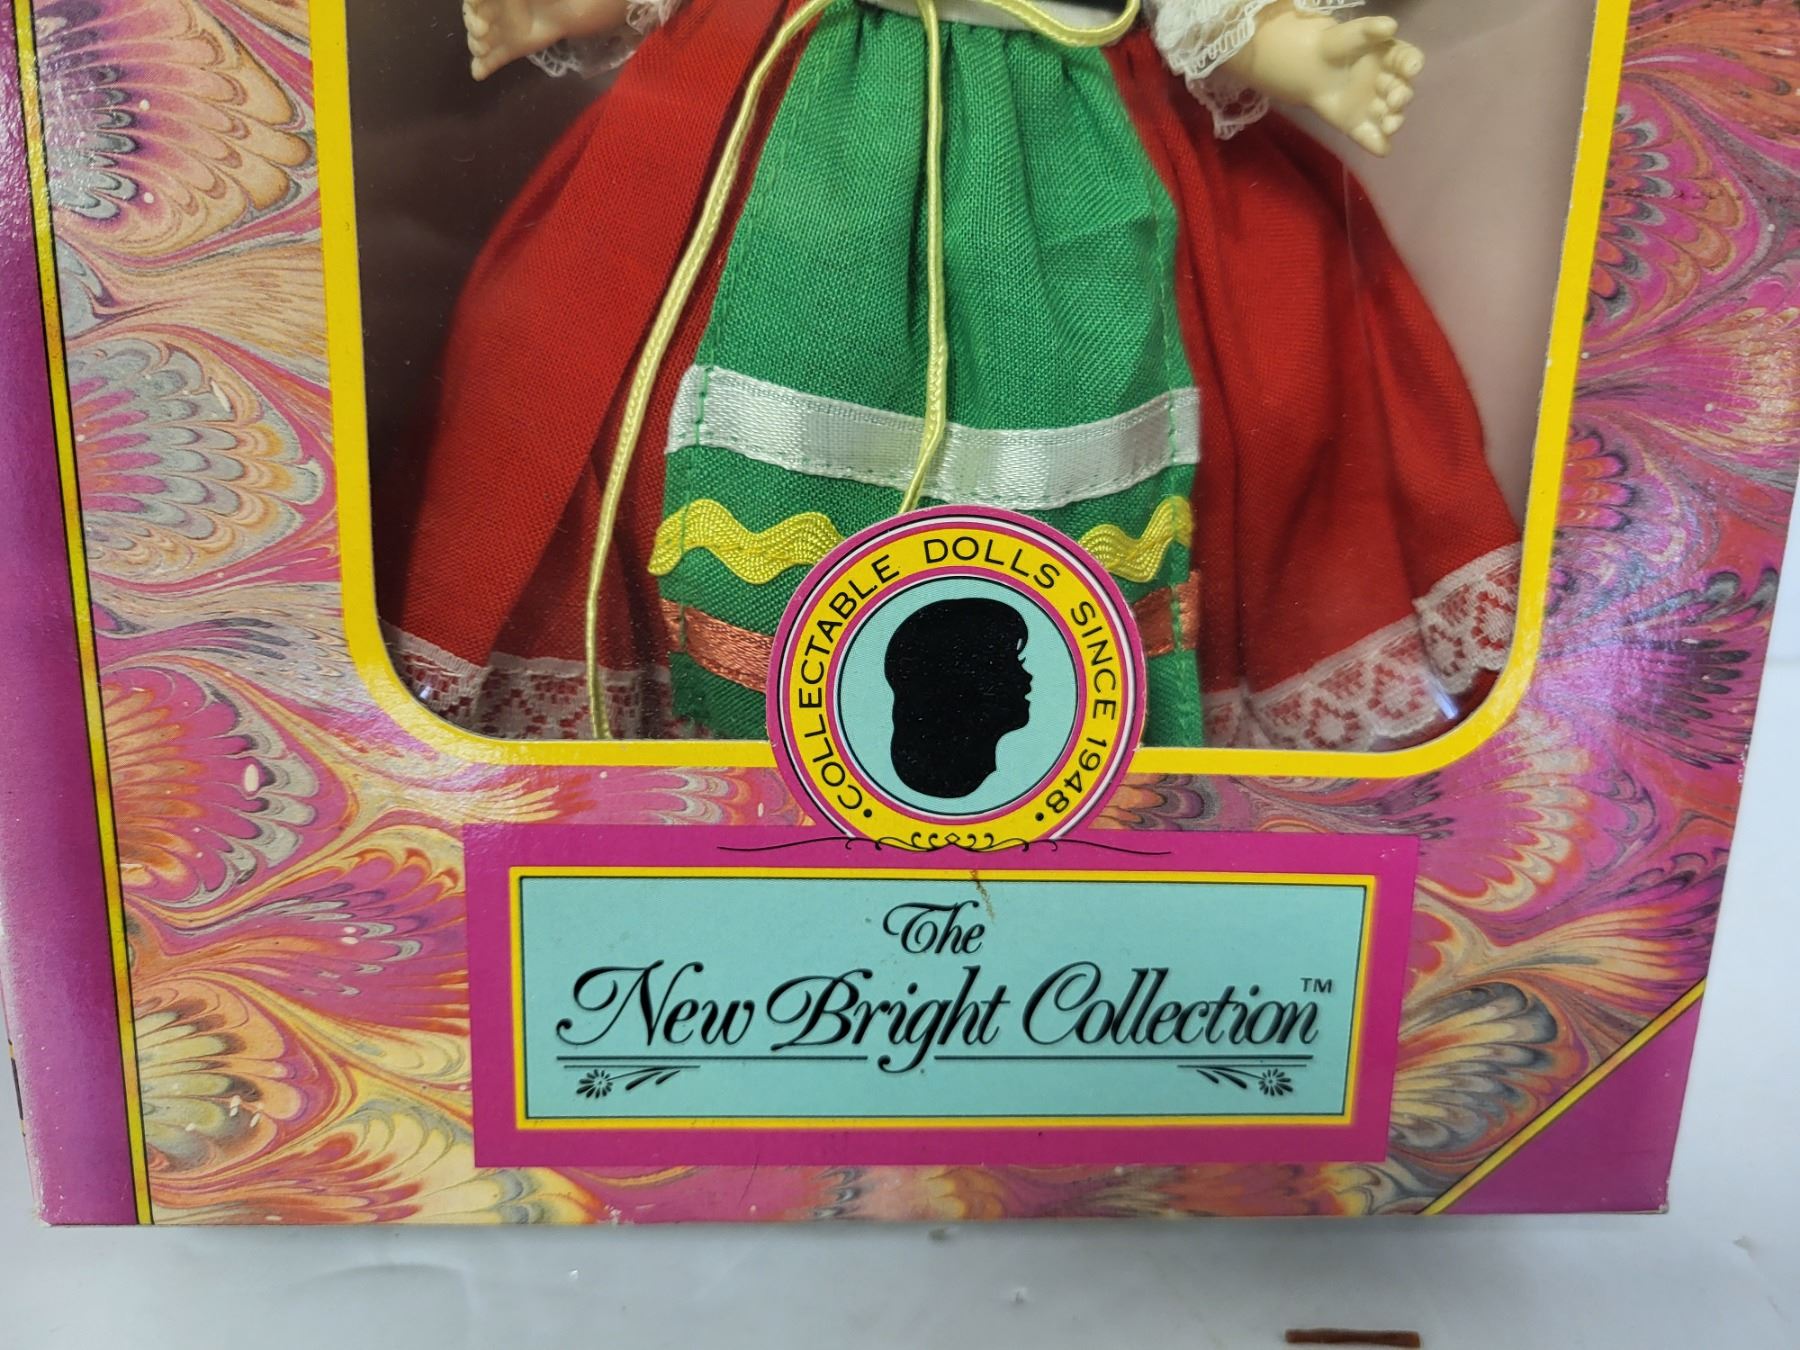 • COLLECTABLE DOLLS SINCE 1948 •
The
New Bright Collection™